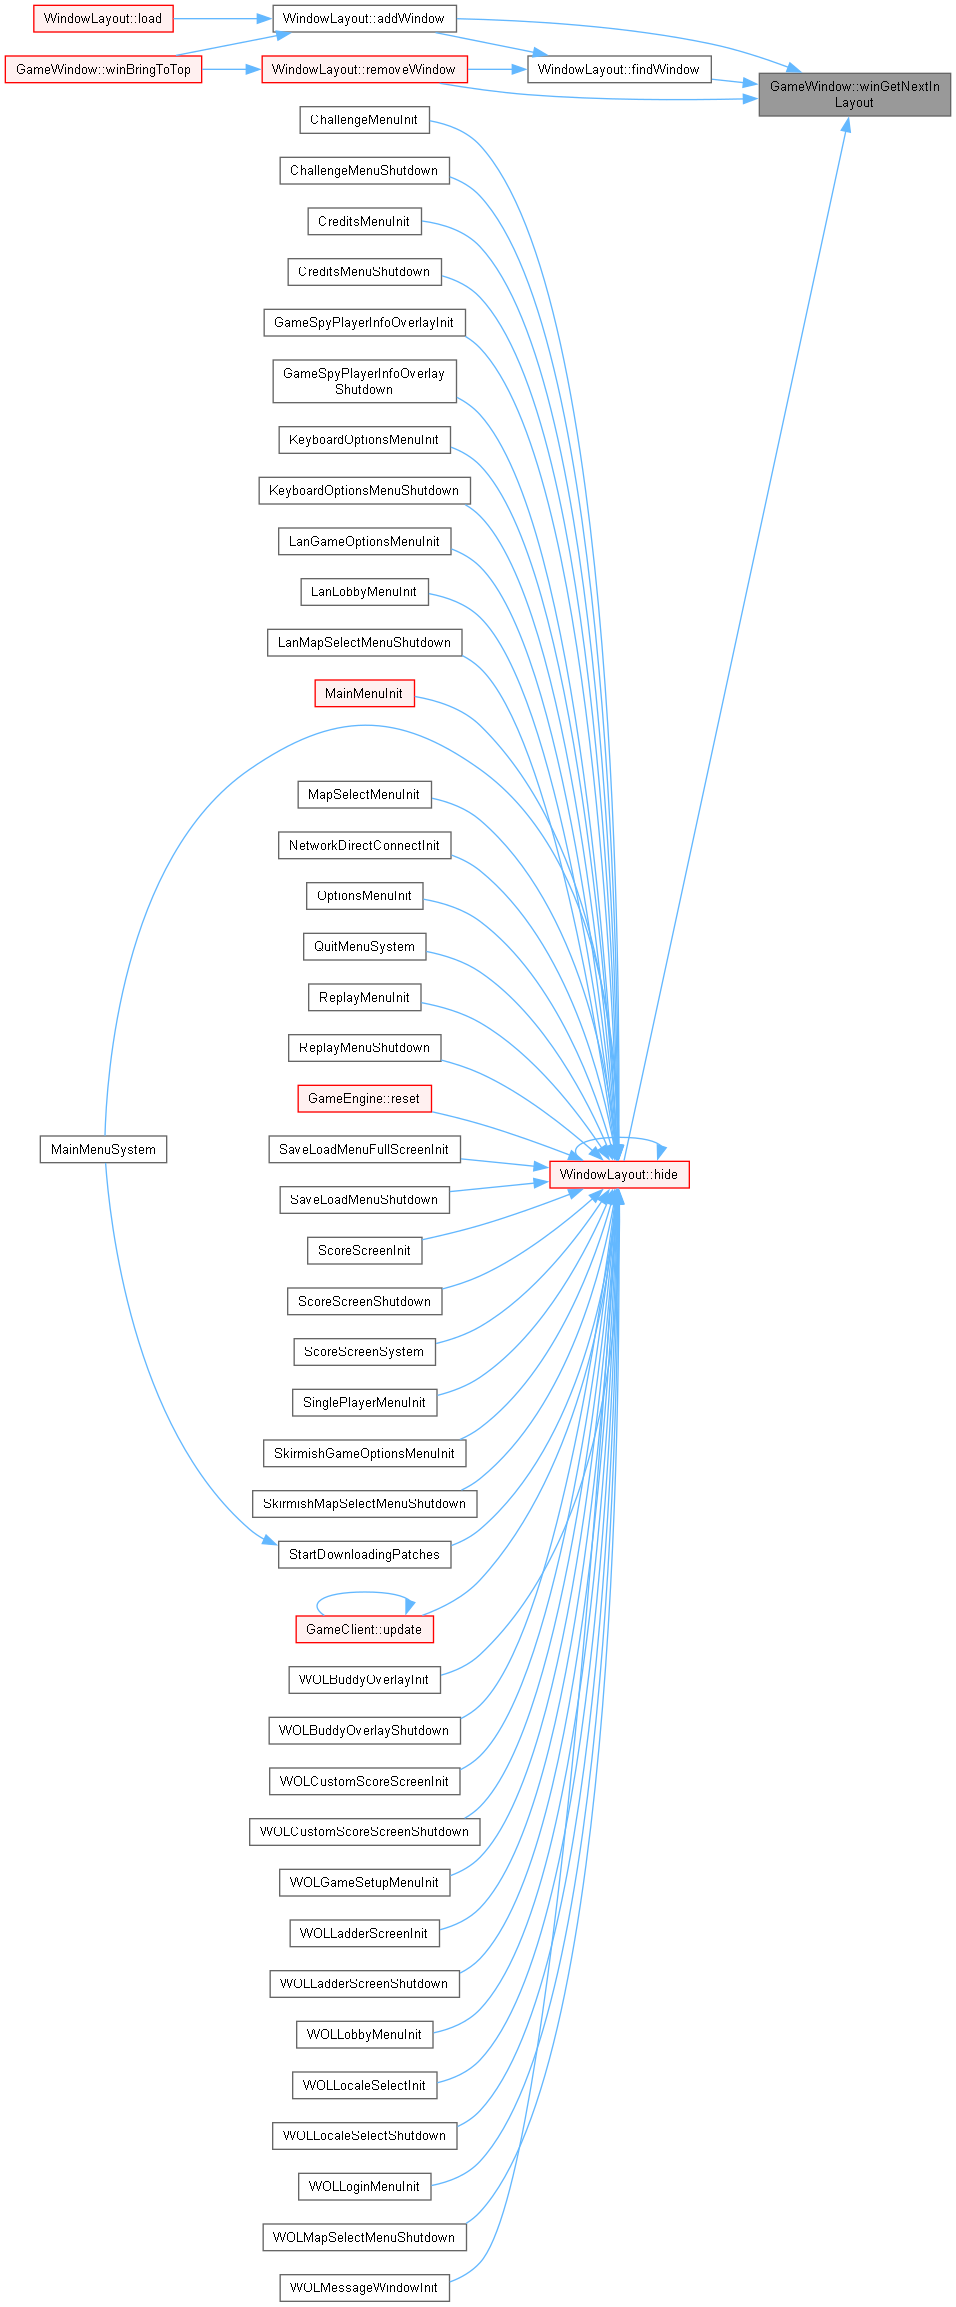 WindowLayout::load
WindowLayout::addWindow
GameWindow::winBringToTop
WindowLayout::removeWindow
WindowLayout::findWindow
GameWindow::winGetNextIn
Layout
ChallengeMenuInit
ChallengeMenuShutdown
CreditsMenuInit
CreditsMenuShutdown
GameSpyPlayerInfoOverlayInit
GameSpyPlayerInfoOverlay
Shutdown
KeyboardOptionsMenuInit
KeyboardOptionsMenuShutdown
LanGameOptionsMenuInit
LanLobbyMenuInit
LanMapSelectMenuShutdown
MainMenuInit
MapSelectMenuInit
NetworkDirectConnectInit
OptionsMenuInit
QuitMenuSystem
ReplayMenuInit
ReplayMenuShutdown
GameEngine::reset
MainMenuSystem
SaveLoadMenuFullScreenInit
WindowLayout::hide
SaveLoadMenuShutdown
ScoreScreenInit
ScoreScreenShutdown
ScoreScreenSystem
SinglePlayerMenuInit
SkirmishGameOptionsMenuInit
SkirmishMapSelectMenuShutdown
StartDownloadingPatches
GameClient::update
WOLBuddyOverlayInit
WOLBuddyOverlayShutdown
WOLCustomScoreScreenInit
WOLCustomScoreScreenShutdown
WOLGameSetupMenuInit
WOLLadderScreenInit
WOLLadderScreenShutdown
WOLLobbyMenuInit
WOLLocaleSelectInit
WOLLocaleSelectShutdown
WOLLoginMenuInit
WOLMapSelectMenuShutdown
WOLMessageWindowInit